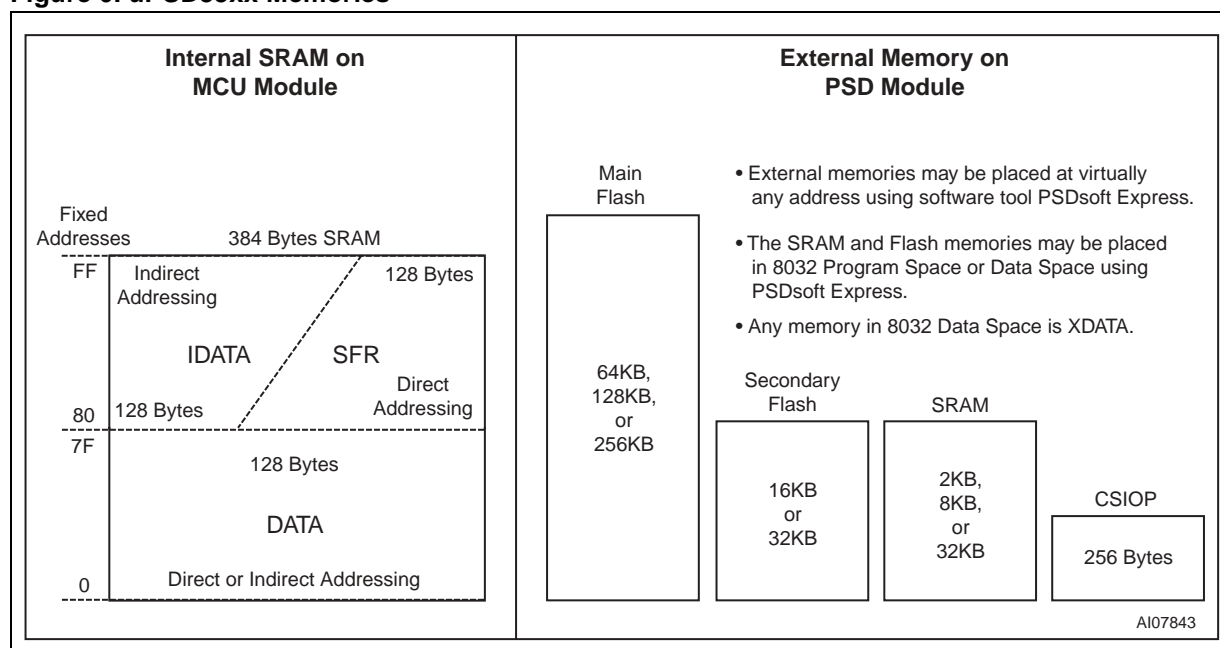 Internal SRAM on
MCU Module
Fixed
Addresses
384 Bytes SRAM
FF
Indirect
Addressing
128 Bytes
IDATA
SFR
Direct
Addressing
128 Bytes
80
7F
128 Bytes
DATA
Direct or Indirect Addressing
0
External Memory on
PSD Module
• External memories may be placed at virtually
any address using software tool PSDsoft Express.
• The SRAM and Flash memories may be placed
in 8032 Program Space or Data Space using
PSDsoft Express.
• Any memory in 8032 Data Space is XDATA.
Main
Flash
64KB,
128KB,
or
256KB
Secondary
Flash
16KB
or
32KB
SRAM
2KB,
8KB,
or
32KB
CSIOP
256 Bytes
AI07843